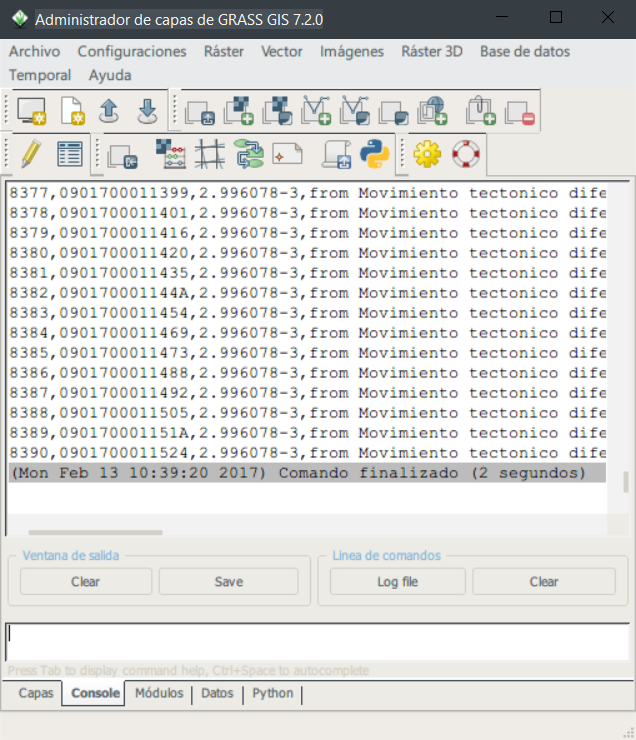 Administrador de capas de GRASS GIS 7.2.0
Archivo Configuraciones Ráster Vector Imágenes Ráster 3D Base de datos
Temporal Ayuda
8377,0901700011399,2.996078-3,from Movimiento tectonico dife
8378,0901700011401,2.996078-3,from Movimiento tectonico dife
8379,0901700011416,2.996078-3,from Movimiento tectonico dife
8380,0901700011420,2.996078-3,from Movimiento tectonico dife
8381,0901700011435,2.996078-3,from Movimiento tectonico dife
8382,090170001144A,2.996078-3,from Movimiento tectonico dife
8383,0901700011454,2.996078-3,from Movimiento tectonico dife
8384,0901700011469,2.996078-3,from Movimiento tectonico dife
8385,0901700011473,2.996078-3,from Movimiento tectonico dife
8386,0901700011488,2.996078-3,from Movimiento tectonico dife
8387,0901700011492,2.996078-3,from Movimiento tectonico dife
8388,0901700011505,2.996078-3,from Movimiento tectonico dife
8389,090170001151A,2.996078-3,from Movimiento tectonico dife
8390,0901700011524,2.996078-3,from Movimiento tectonico dife
(Mon Feb 13 10:39:20 2017) Comando finalizado (2 segundos)
Ventana de salida Línea de comandos
Clear Save Log file Clear
Press Tab to display command help, Ctrl+Space to autocomplete
Capas Console Módulos Datos Python